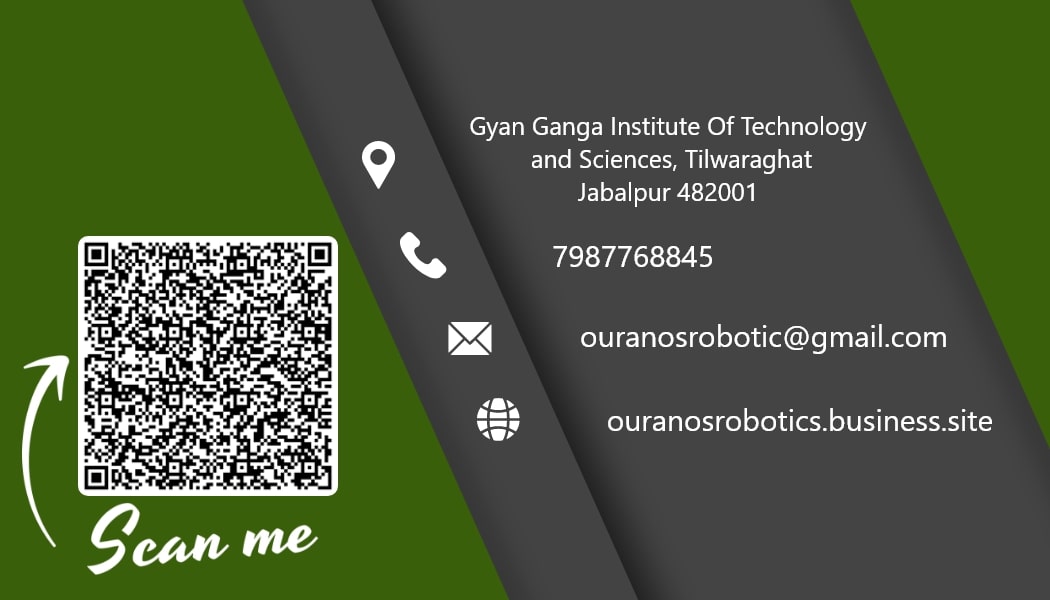 Gyan Ganga Institute Of Technology
and Sciences, Tilwaraghat
Jabalpur 482001
7987768845
ouranosrobotic@gmail.com
ouranosrobotics.business.site
Scan me